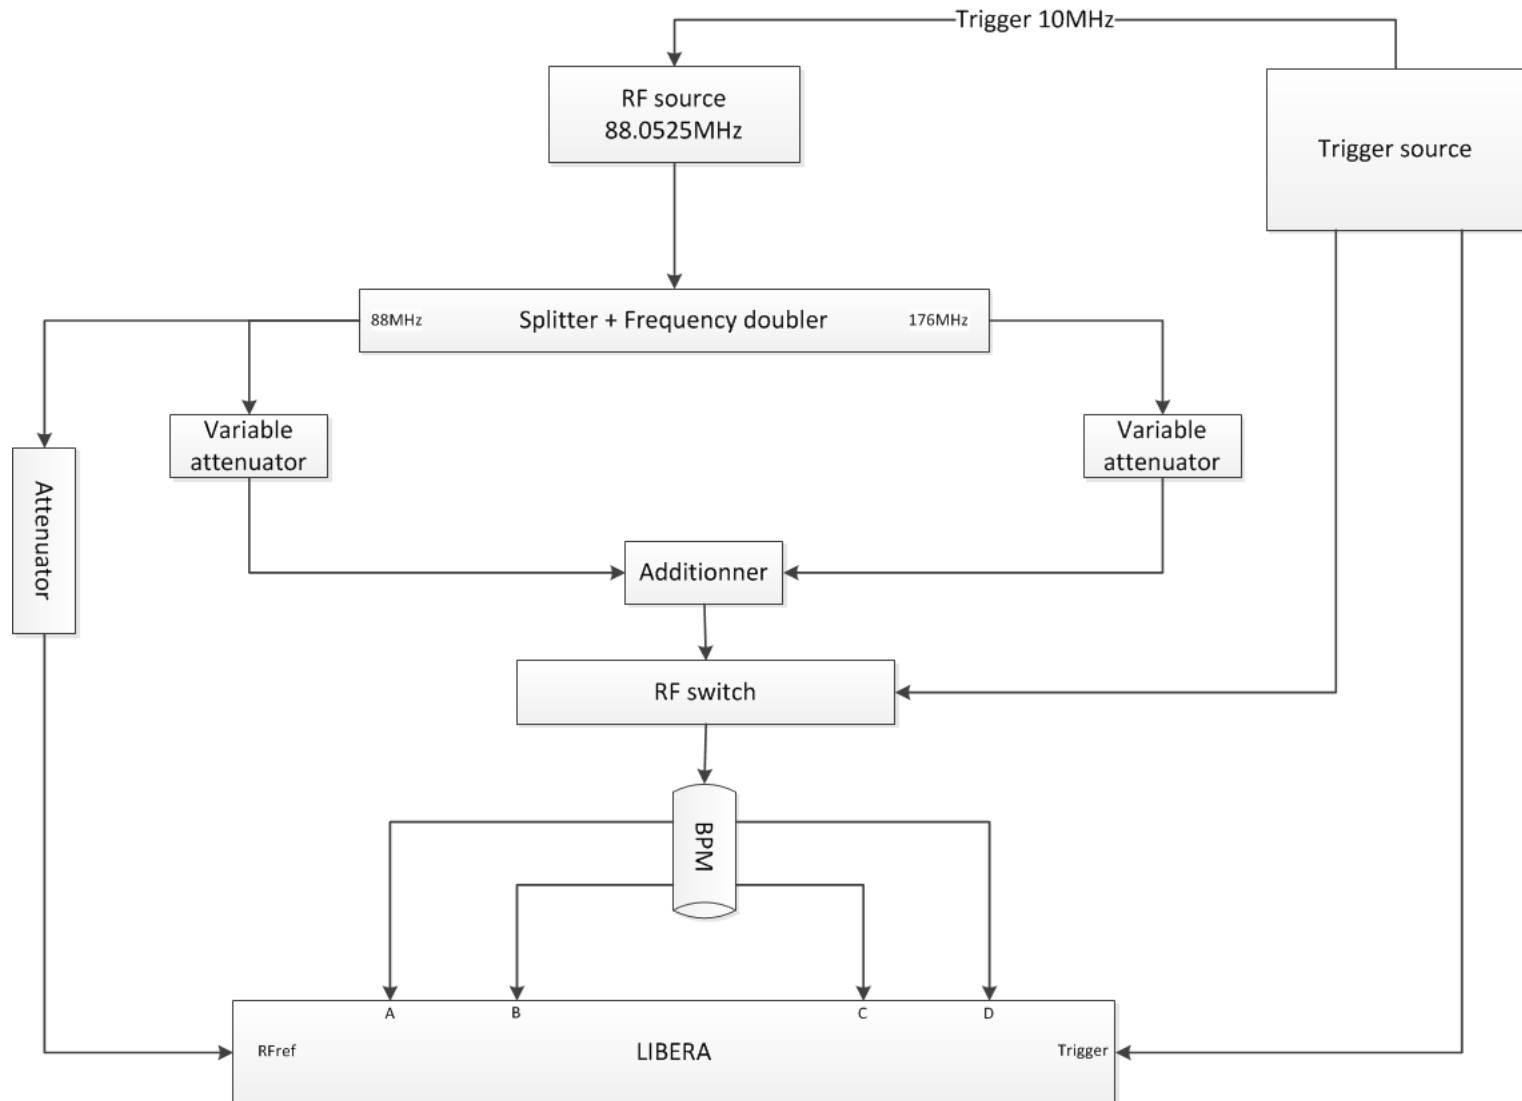 Trigger 10MHz
RF source
88.0525MHz
Trigger source
88MHz
Splitter + Frequency doubler
176MHz
Variable
attenuator
Variable
attenuator
Attenuator
Additionner
RF switch
BPM
A
B
C
D
RFref
LIBERA
Trigger